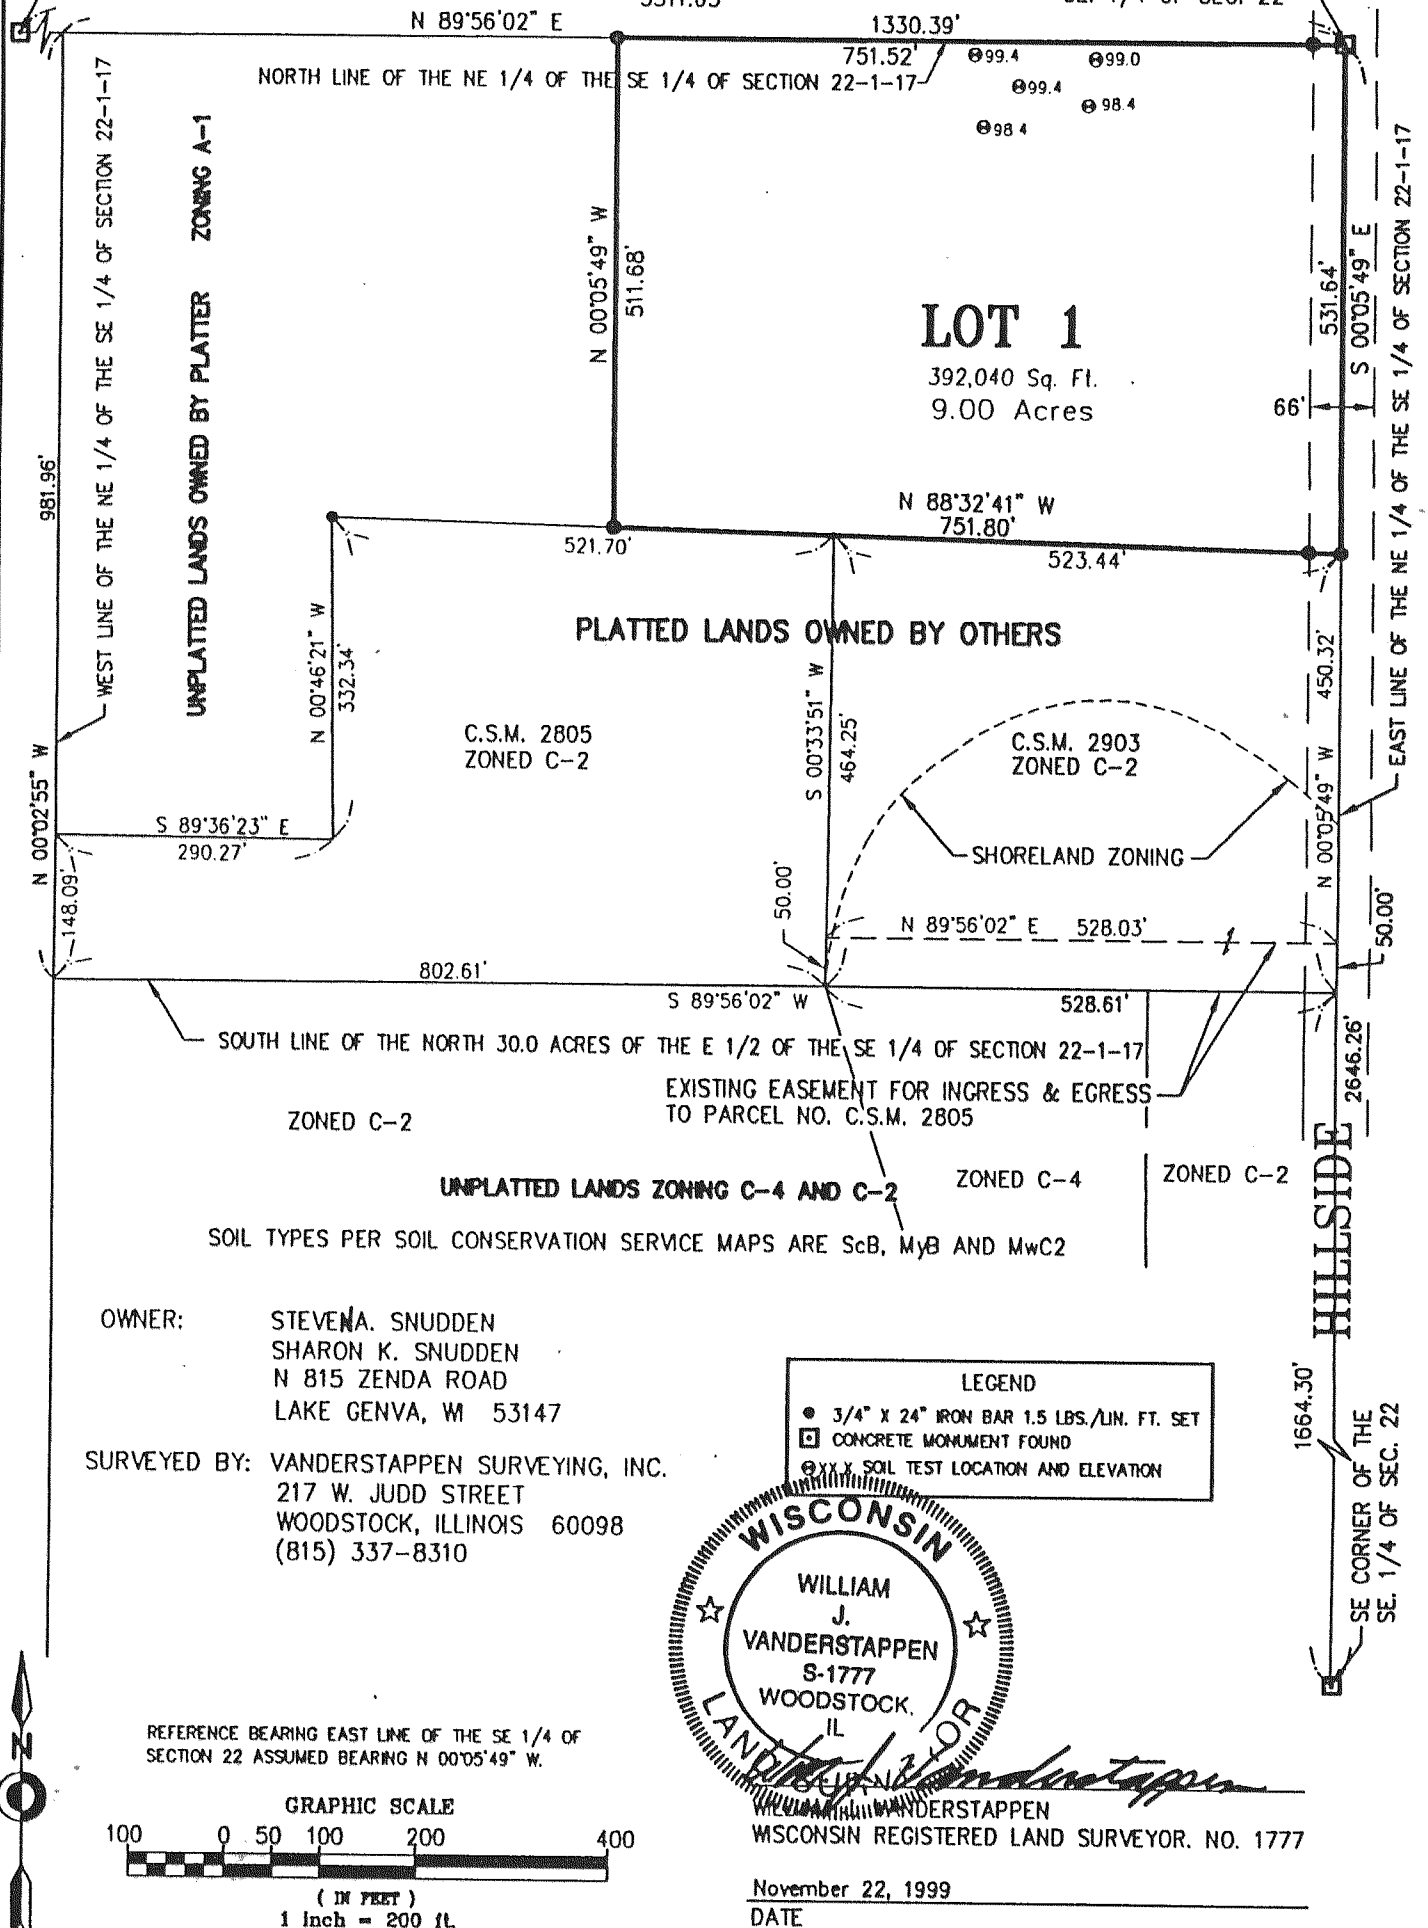 N 89°56'02" E
1330.39'
751.52'
NORTH LINE OF THE NE 1/4 OF THE SE 1/4 OF SECTION 22-1-17
99.4
99.0
99.4
98.4
98.4
WEST LINE OF THE NE 1/4 OF THE SE 1/4 OF SECTION 22-1-17
UNPLATTED LANDS OWNED BY PLATTER ZONING A-1
N 00°05'49" W
511.68'
LOT 1
392,040 Sq. Ft.
9.00 Acres
531.64'
S 00°05'49" E
66'
EAST LINE OF THE NE 1/4 OF THE SE 1/4 OF SECTION 22-1-17
981.96'
N 00°02'55" W
N 88°32'41" W
751.80'
521.70'
523.44'
PLATTED LANDS OWNED BY OTHERS
N 00°46'21" W
332.34'
C.S.M. 2805
ZONED C-2
S 00°33'51" W
464.25'
C.S.M. 2903
ZONED C-2
450.32'
N 00°05'49" W
SHORELAND ZONING
S 89°36'23" E
290.27'
148.09'
50.00'
N 89°56'02" E 528.03'
50.00'
802.61'
S 89°56'02" W
528.61'
SOUTH LINE OF THE NORTH 30.0 ACRES OF THE E 1/2 OF THE SE 1/4 OF SECTION 22-1-17
2646.26'
EXISTING EASEMENT FOR INGRESS & EGRESS
TO PARCEL NO. C.S.M. 2805
ZONED C-2
ZONED C-4
ZONED C-2
UNPLATTED LANDS ZONING C-4 AND C-2
HILLSIDE
SOIL TYPES PER SOIL CONSERVATION SERVICE MAPS ARE ScB, MyB AND MwC2
OWNER: STEVEN A. SNUDDEN
SHARON K. SNUDDEN
N 815 ZENDA ROAD
LAKE GENVA, WI 53147
SURVEYED BY: VANDERSTAPPEN SURVEYING, INC.
217 W. JUDD STREET
WOODSTOCK, ILLINOIS 60098
(815) 337-8310
LEGEND
3/4" X 24" IRON BAR 1.5 LBS./LIN. FT. SET
CONCRETE MONUMENT FOUND
XX.X SOIL TEST LOCATION AND ELEVATION
1664.30'
SE CORNER OF THE
SE. 1/4 OF SEC. 22
WISCONSIN
WILLIAM
J.
VANDERSTAPPEN
S-1777
WOODSTOCK,
IL
LAND
REFERENCE BEARING EAST LINE OF THE SE 1/4 OF
SECTION 22 ASSUMED BEARING N 00°05'49" W.
N
GRAPHIC SCALE
100 0 50 100 200 400
( IN FEET )
1 inch = 200 ft.
VANDERSTAPPEN
WISCONSIN REGISTERED LAND SURVEYOR. NO. 1777
November 22, 1999
DATE